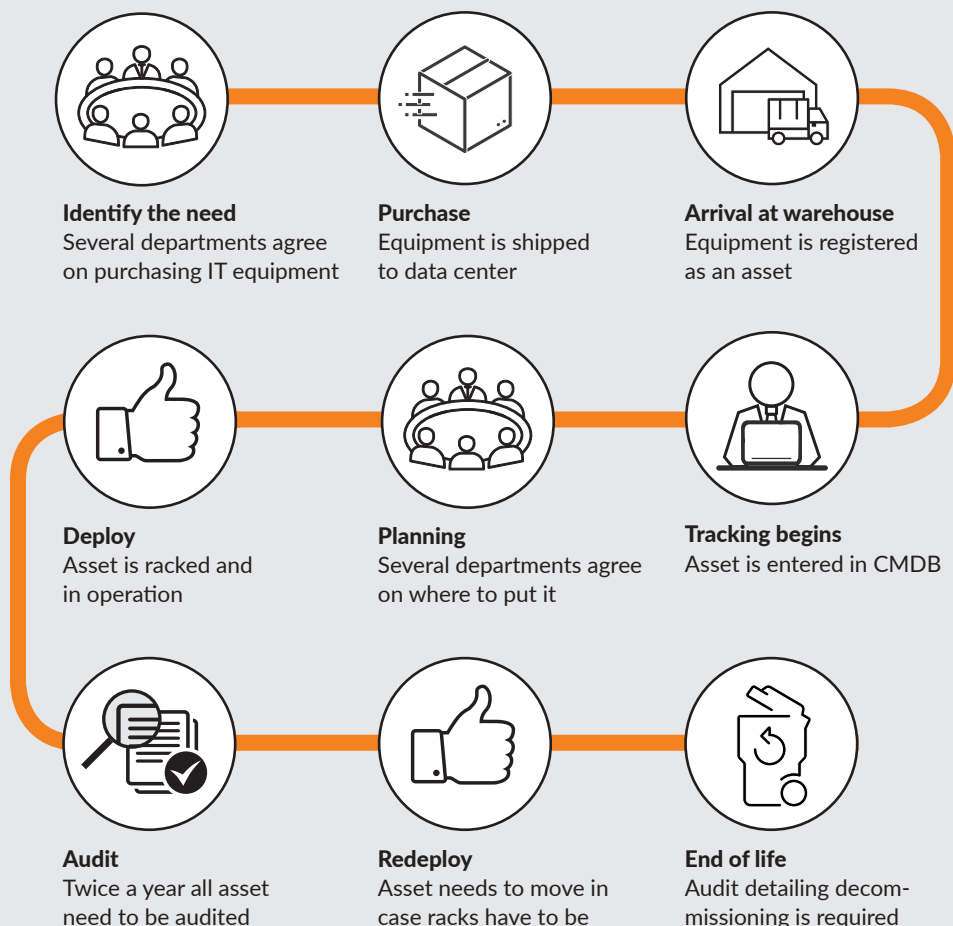 Identify the need
Several departments agree
on purchasing IT equipment
Purchase
Equipment is shipped
to data center
Arrival at warehouse
Equipment is registered
as an asset
Deploy
Asset is racked and
in operation
Planning
Several departments agree
on where to put it
Tracking begins
Asset is entered in CMDB
Audit
Twice a year all asset
need to be audited
Redeploy
Asset needs to move in
case racks have to be
End of life
Audit detailing decom-
missioning is required